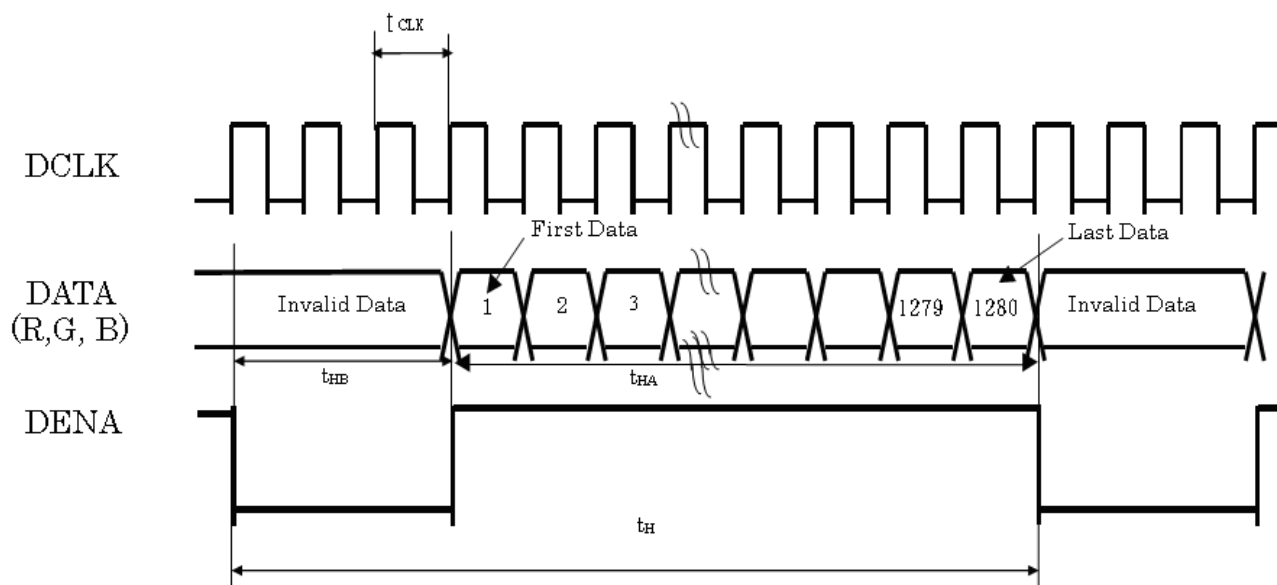 tCLK
DCLK
First Data
Last Data
DATA
(R,G, B)
Invalid Data
1
2
3
1279
1280
Invalid Data
tHB
tHA
DENA
tH